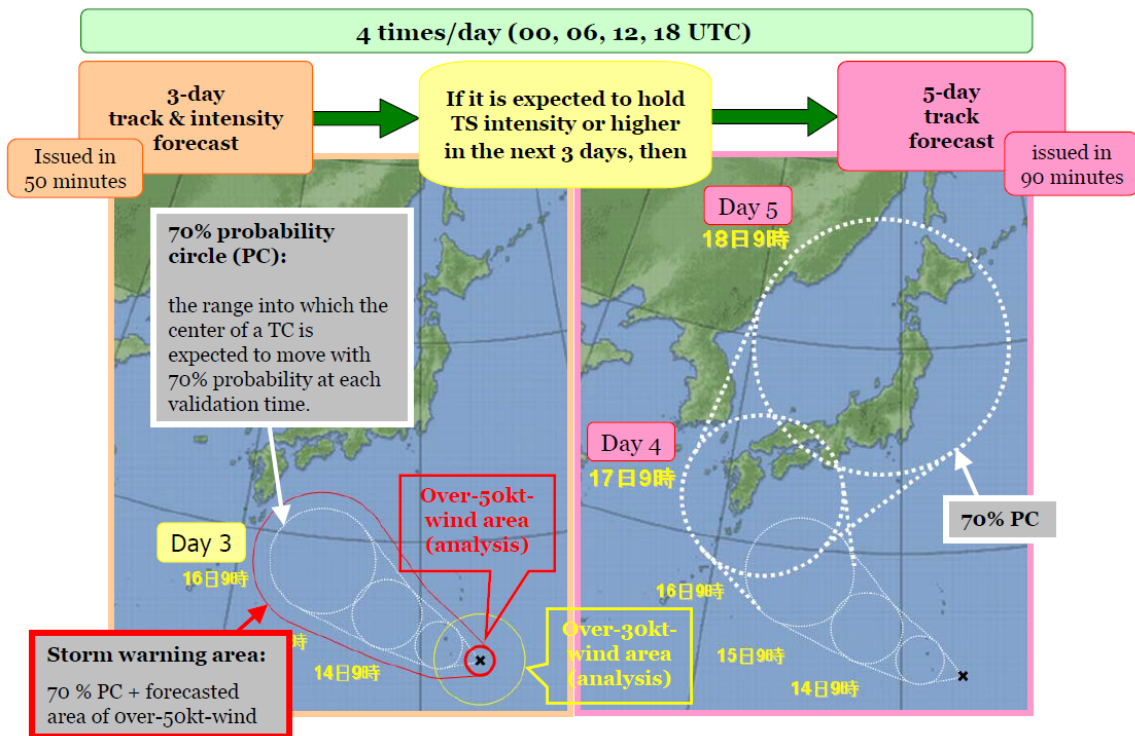 4 times/day (00, 06, 12, 18 UTC)
3-day
track & intensity
forecast
Issued in
50 minutes
If it is expected to hold
TS intensity or higher
in the next 3 days, then
5-day
track
forecast
issued in
90 minutes
70% probability
circle (PC):
the range into which the
center of a TC is
expected to move with
70% probability at each
validation time.
Over-50kt-
wind area
(analysis)
Day 3
16日9時
時
14日9時
Over-30kt-
wind area
(analysis)
Storm warning area:
70 % PC + forecasted
area of over-50kt-wind
Day 5
18日9時
Day 4
17日9時
70% PC
16日9時
15日9時
14日9時